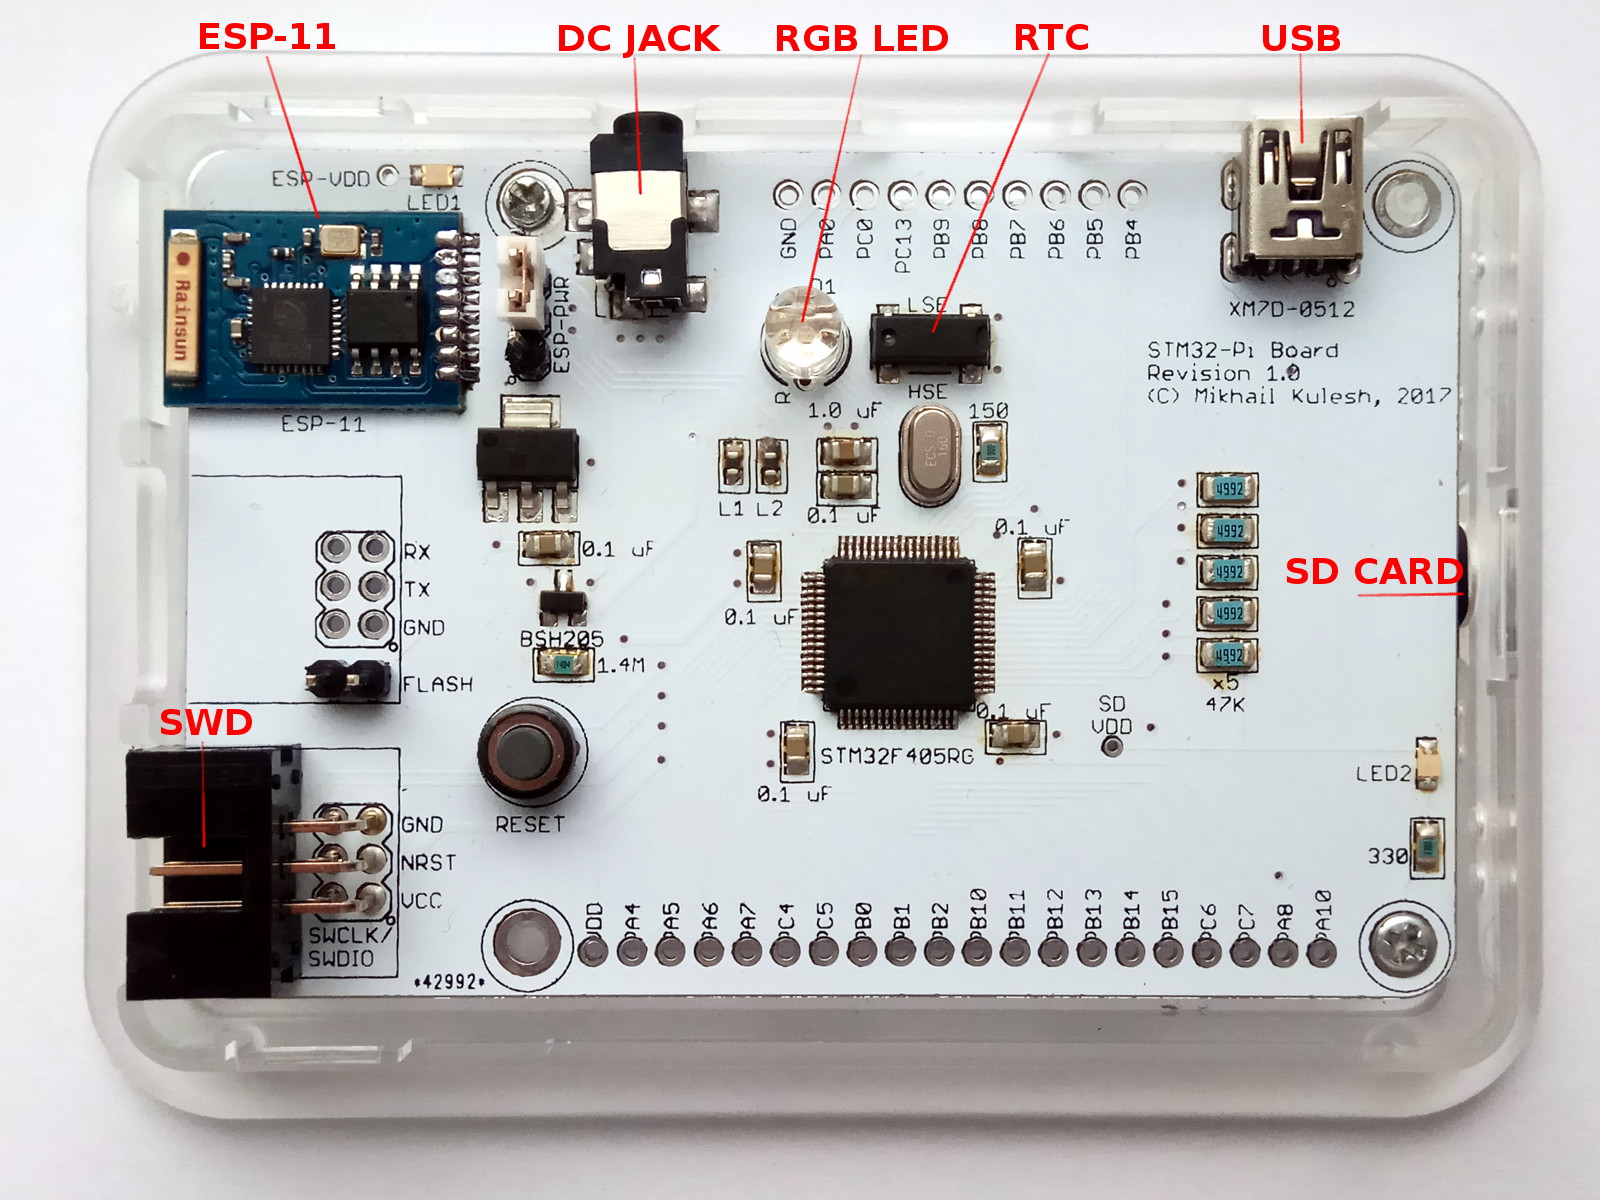 ESP-11
DC JACK
RGB LED
RTC
USB
ESP-VDD
LED1
GND
PA0
PC0
PC13
PB9
PB8
PB7
PB6
PB5
PB4
XM7D-0512
Rainsun
ESP-PWR
LSE
HSE
STM32-Pi Board
Revision 1.0
(C) Mikhail Kulesh, 2017
ESP-11
1.0 uF
150
ECS D
160
L1
L2
0.1 uF
0.1 uF
0.1 uF
4992
4992
4992
4992
4992
x5
47K
SD CARD
RX
TX
GND
FLASH
0.1 uF
BSH205
1.4M
SWD
RESET
STM32F405RG
0.1 uF
0.1 uF
SD
VDD
LED2
330
GND
NRST
VCC
SWCLK/
SWDIO
*42992*
VDD
PA4
PA5
PA6
PA7
PC4
PC5
PB0
PB1
PB2
PB10
PB11
PB12
PB13
PB14
PB15
PC6
PC7
PA8
PA10